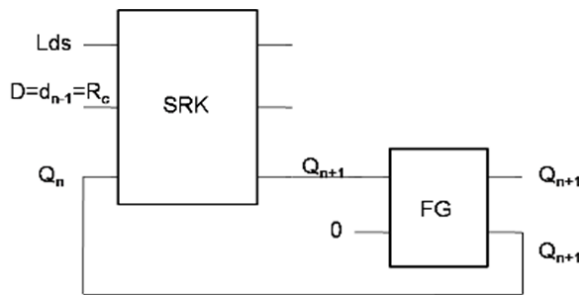 Lds
D=dn-1=Rc
SRK
Qn
Qn+1
Qn+1
FG
0
Qn+1